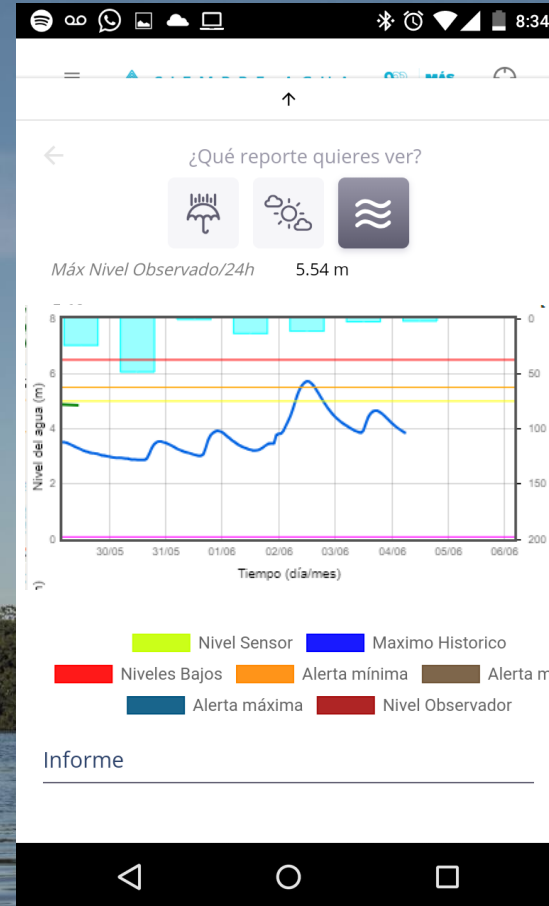 8:34
MÁS
¿Qué reporte quieres ver?
Máx Nivel Observado/24h 5.54 m
8 0
6 50
4 100
2 150
0 200
Nivel del agua (m)
30/05 31/05 01/06 02/06 03/06 04/06 05/06 06/06
Tiempo (día/mes)
Nivel Sensor Maximo Historico
Niveles Bajos Alerta mínima Alerta m
Alerta máxima Nivel Observador
Informe